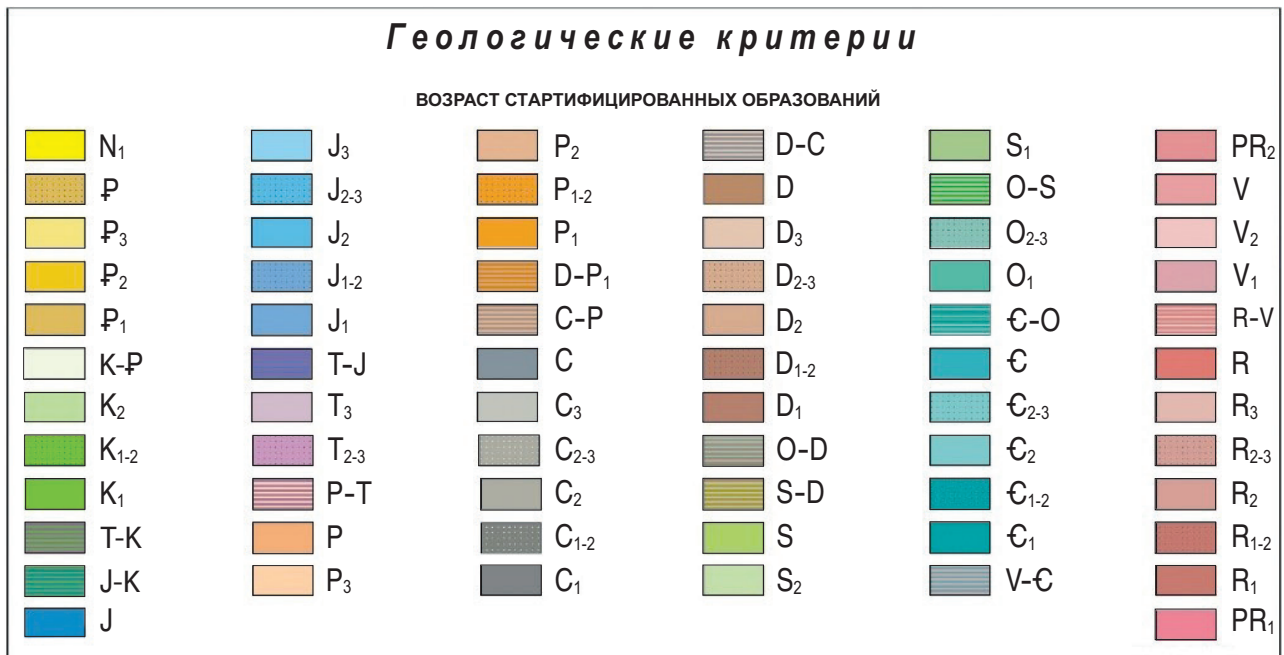 Геологические критерии
ВОЗРАСТ СТАРТИФИЦИРОВАННЫХ ОБРАЗОВАНИЙ
N₁
₽
₽₃
₽₂
₽₁
K-₽
K₂
K₁₋₂
K₁
T-K
J-K
J
J₃
J₂₋₃
J₂
J₁₋₂
J₁
T-J
T₃
T₂₋₃
P-T
P
P₃
P₂
P₁₋₂
P₁
D-P₁
C-P
C
C₃
C₂₋₃
C₂
C₁₋₂
C₁
D-C
D
D₃
D₂₋₃
D₂
D₁₋₂
D₁
O-D
S-D
S
S₂
S₁
O-S
O₂₋₃
O₁
Є-O
Є
Є₂₋₃
Є₂
Є₁₋₂
Є₁
V-Є
PR₂
V
V₂
V₁
R-V
R
R₃
R₂₋₃
R₂
R₁₋₂
R₁
PR₁